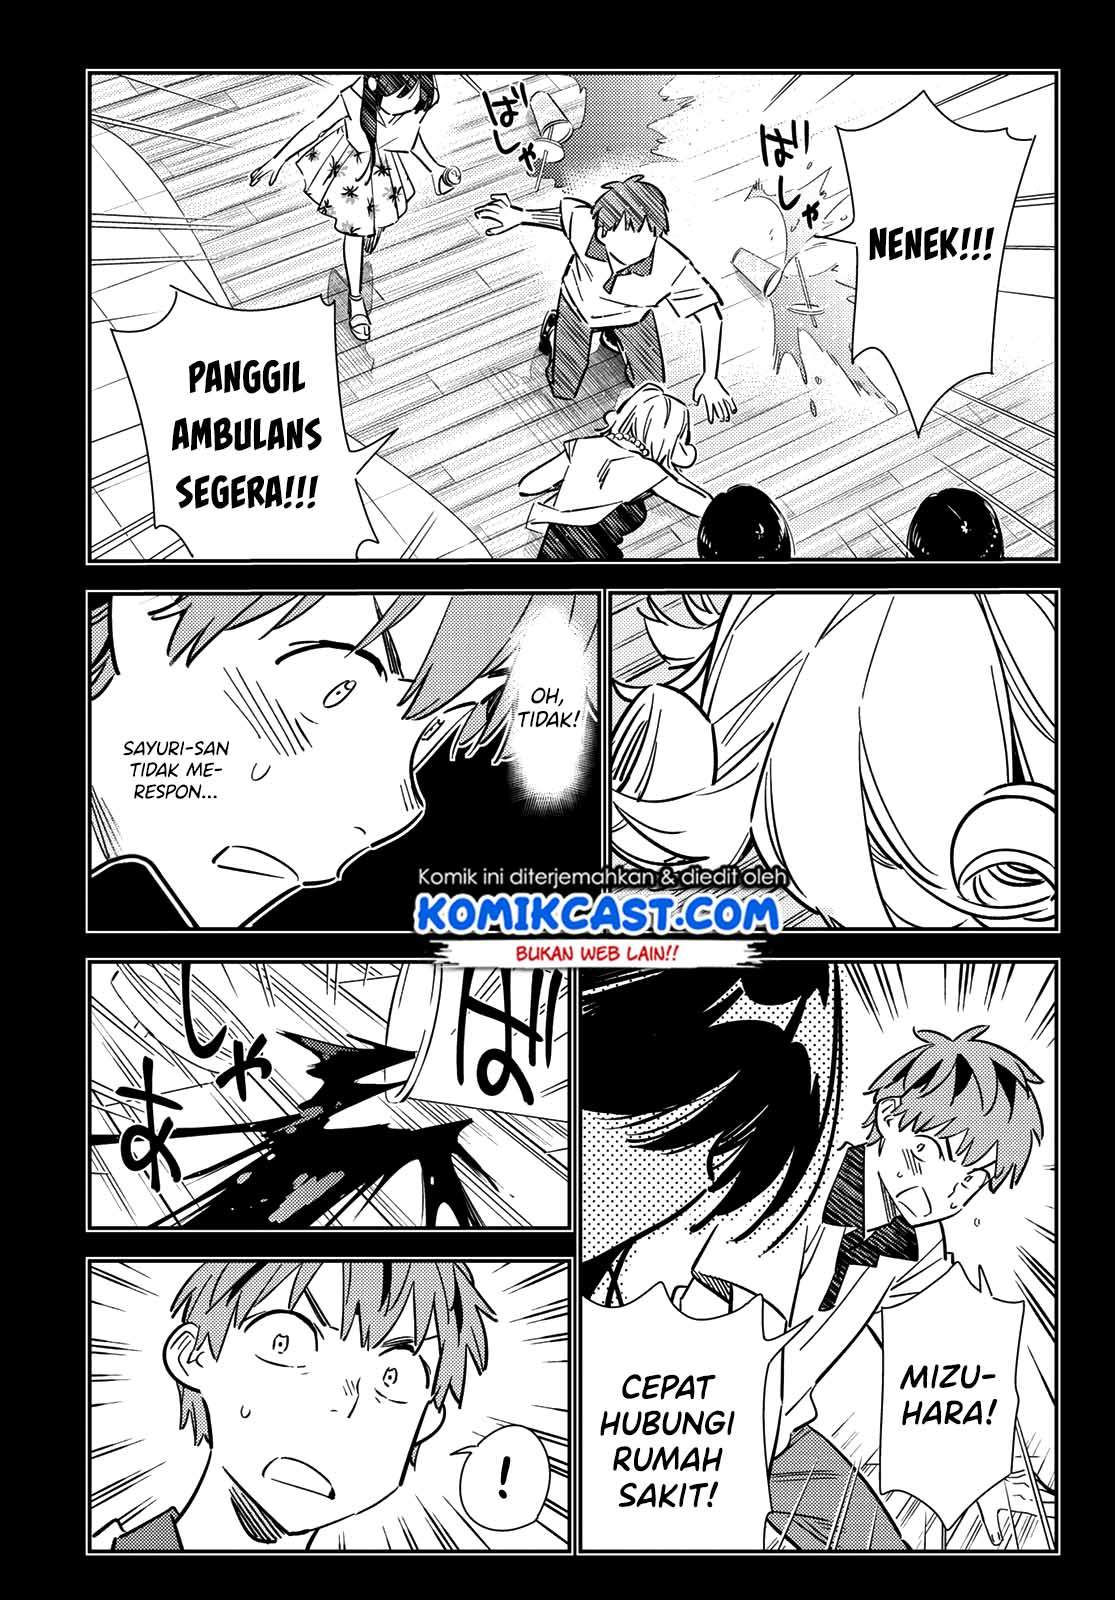 NENEK!!!
ばしゃ
ばしゃ
PANGGIL
AMBULANS
SEGERA!!!
OH,
TIDAK!
SAYURI-SAN
TIDAK ME-
RESPON...
Komik ini diterjemahkan & diedit oleh
KOMIKCAST.COM
BUKAN WEB LAIN!!
MIZU-
HARA!
CEPAT
HUBUNGI
RUMAH
SAKIT!
ばしゃぁ
!